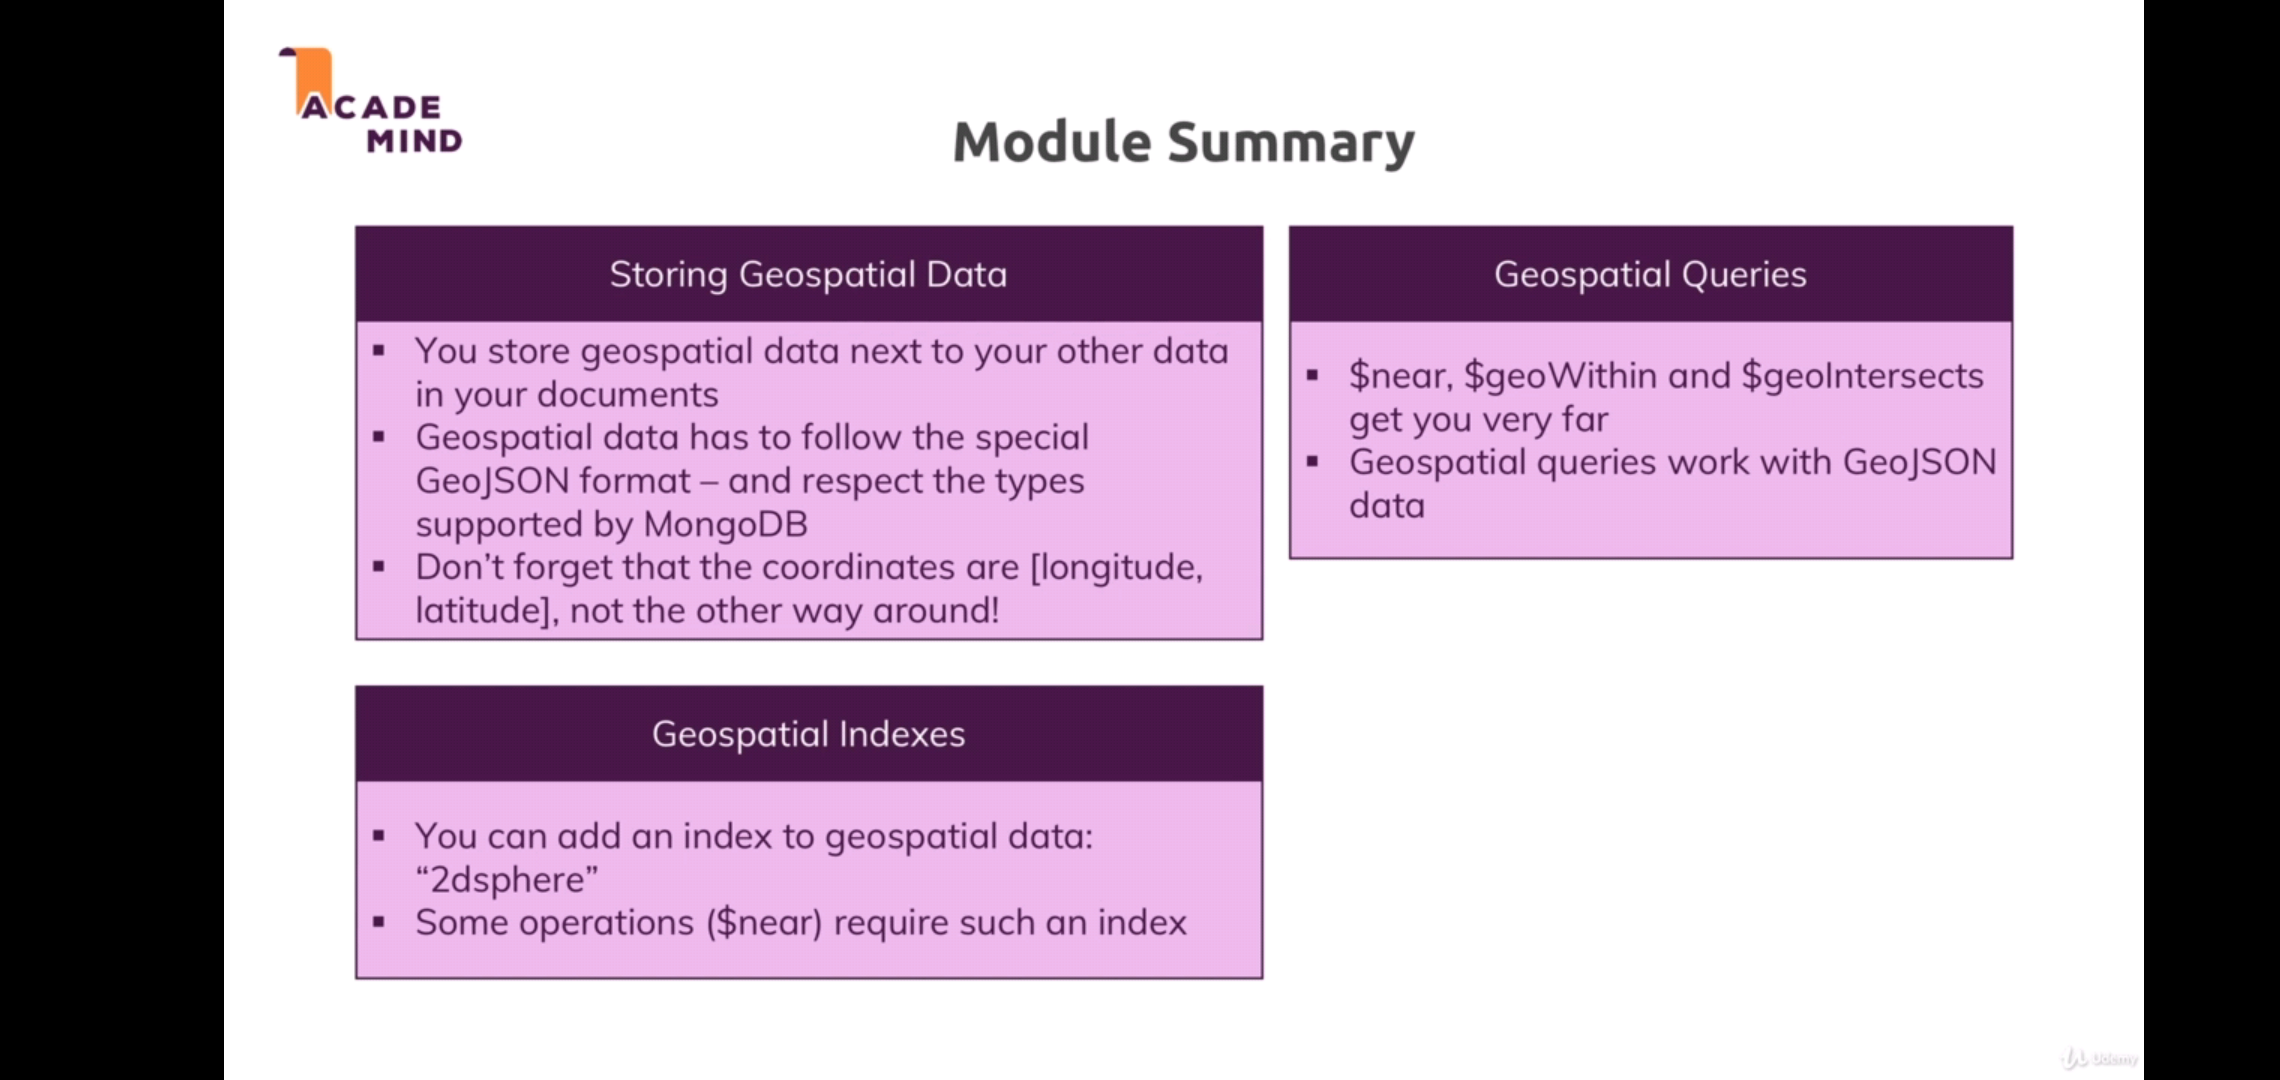 ACADE
MIND
Module Summary
Storing Geospatial Data
▪ You store geospatial data next to your other data
in your documents
▪ Geospatial data has to follow the special
GeoJSON format – and respect the types
supported by MongoDB
▪ Don’t forget that the coordinates are [longitude,
latitude], not the other way around!
Geospatial Queries
▪ $near, $geoWithin and $geoIntersects
get you very far
▪ Geospatial queries work with GeoJSON
data
Geospatial Indexes
▪ You can add an index to geospatial data:
“2dsphere”
▪ Some operations ($near) require such an index
Udemy